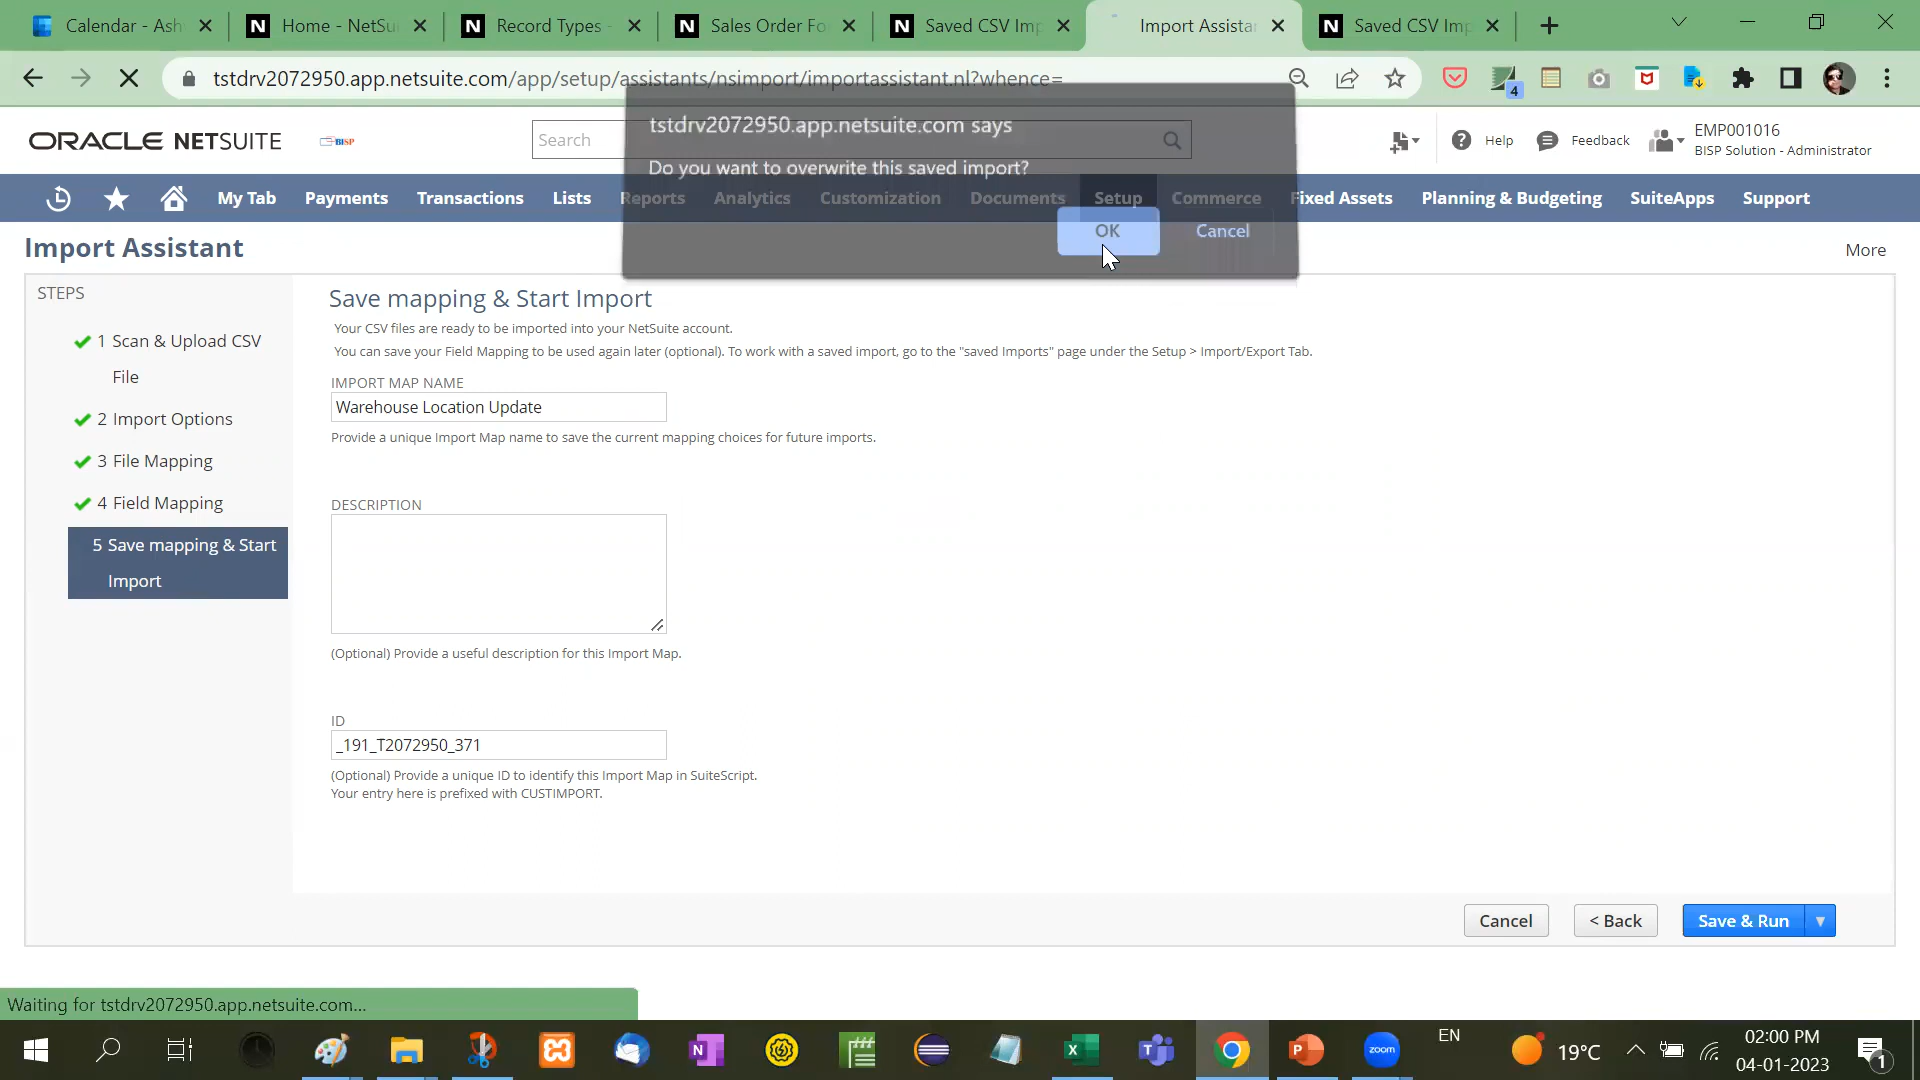 Calendar - Ash
Home - NetSui
Record Types -
Sales Order Fo
Saved CSV Imp
Import Assistan
Saved CSV Imp
tstdrv2072950.app.netsuite.com/app/setup/assistants/nsimport/importassistant.nl?whence=
4
tstdrv2072950.app.netsuite.com says
Do you want to overwrite this saved import?
OK
Cancel
ORACLE NETSUITE
BISP
Search
Help
Feedback
EMP001016
BISP Solution - Administrator
My Tab
Payments
Transactions
Lists
Reports
Analytics
Customization
Documents
Setup
Commerce
Fixed Assets
Planning & Budgeting
SuiteApps
Support
Import Assistant
More
STEPS
1 Scan & Upload CSV
File
2 Import Options
3 File Mapping
4 Field Mapping
5 Save mapping & Start
Import
Save mapping & Start Import
Your CSV files are ready to be imported into your NetSuite account.
You can save your Field Mapping to be used again later (optional). To work with a saved import, go to the "saved Imports" page under the Setup > Import/Export Tab.
IMPORT MAP NAME
Warehouse Location Update
Provide a unique Import Map name to save the current mapping choices for future imports.
DESCRIPTION
(Optional) Provide a useful description for this Import Map.
ID
_191_T2072950_371
(Optional) Provide a unique ID to identify this Import Map in SuiteScript.
Your entry here is prefixed with CUSTIMPORT.
Cancel
< Back
Save & Run
Waiting for tstdrv2072950.app.netsuite.com...
zoom
EN
19°C
02:00 PM
04-01-2023
1